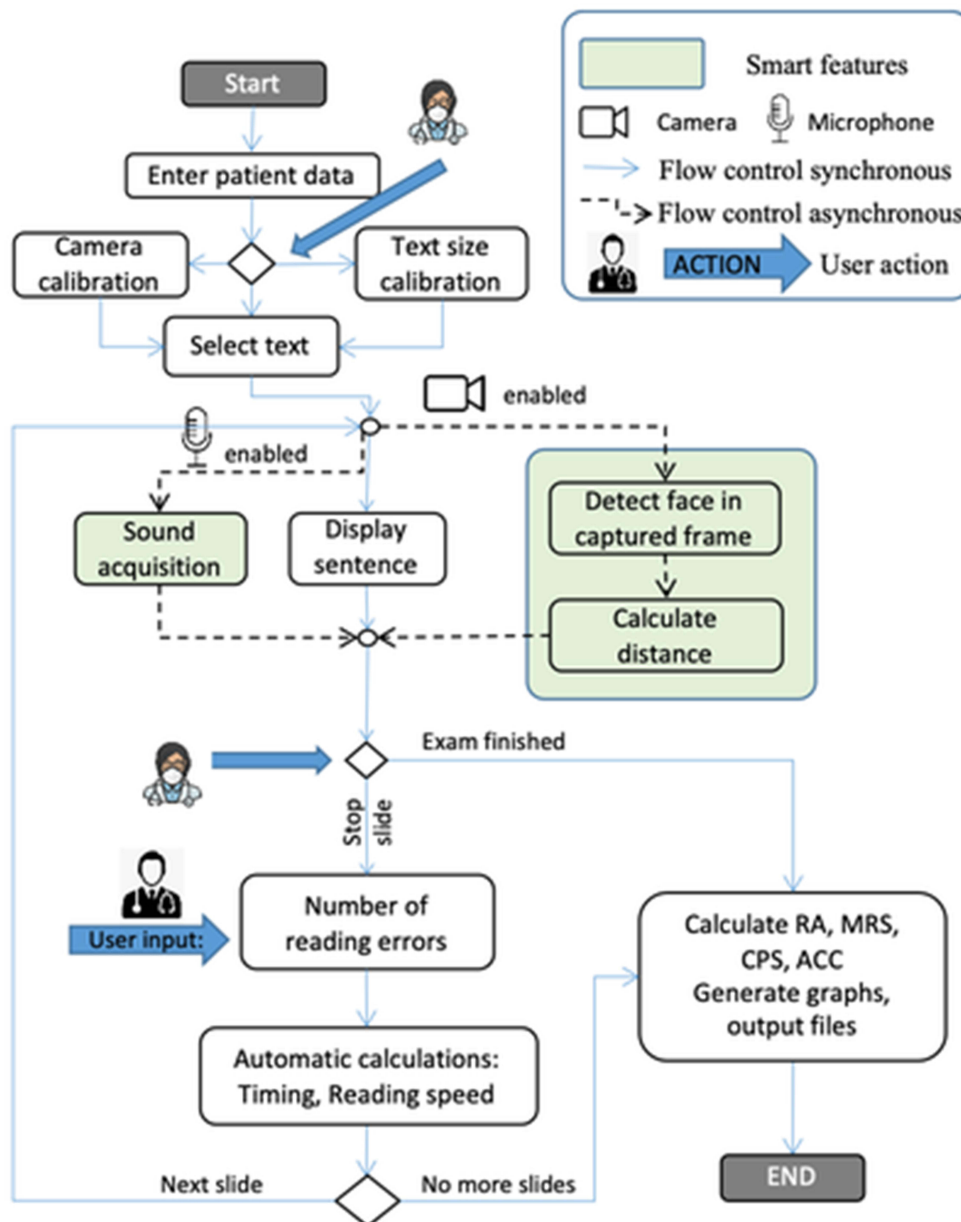 Start
Enter patient data
Camera
calibration
Text size
calibration
Select text
Smart features
Camera
Microphone
Flow control synchronous
Flow control asynchronous
ACTION
User action
enabled
enabled
Sound
acquisition
Display
sentence
Detect face in
captured frame
Calculate
distance
Exam finished
Stop
slide
User input:
Number of
reading errors
Automatic calculations:
Timing, Reading speed
Calculate RA, MRS,
CPS, ACC
Generate graphs,
output files
Next slide
No more slides
END